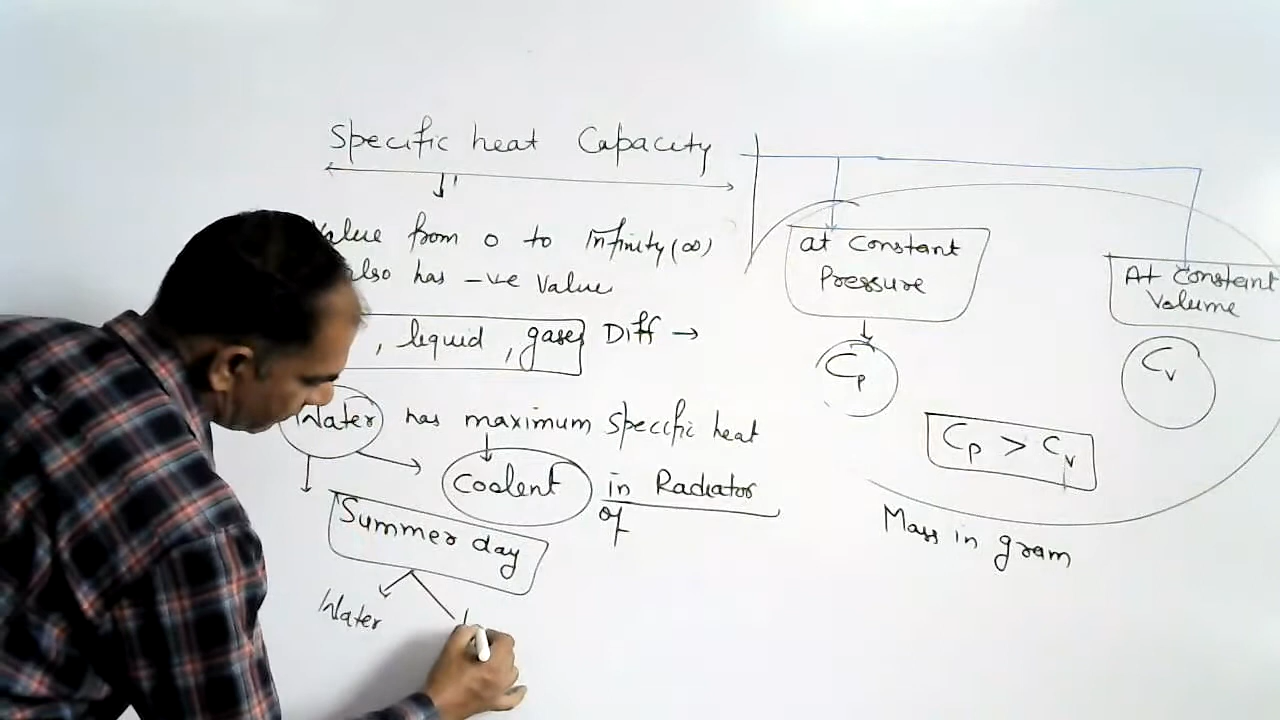 Specific heat Capacity
Value from 0 to Infinity (∞)
also has -ve Value
, liquid, gases Diff →
Water has maximum Specific heat
Coolent in Radiator
of
Summer day
Water
at Constant
Pressure
Cp
At Constant
Volume
Cv
Cp > Cv
Mass in gram